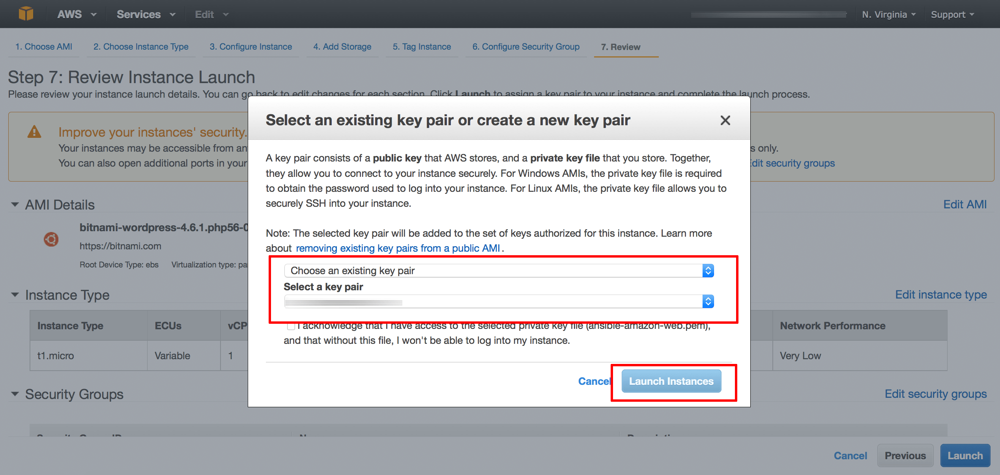 AWS Services Edit N. Virginia Support
1. Choose AMI 2. Choose Instance Type 3. Configure Instance 4. Add Storage 5. Tag Instance 6. Configure Security Group 7. Review
Step 7: Review Instance Launch
Please review your instance launch details. You can go back to edit changes for each section. Click Launch to assign a key pair to your instance and complete the launch process.
Improve your instances' security.
Your instances may be accessible from s only.
You can also open additional ports in your Edit security groups
Select an existing key pair or create a new key pair
A key pair consists of a public key that AWS stores, and a private key file that you store. Together,
they allow you to connect to your instance securely. For Windows AMIs, the private key file is required
to obtain the password used to log into your instance. For Linux AMIs, the private key file allows you to
securely SSH into your instance.
Note: The selected key pair will be added to the set of keys authorized for this instance. Learn more
about removing existing key pairs from a public AMI.
Choose an existing key pair
Select a key pair
I acknowledge that I have access to the selected private key file (ansible-amazon-web.pem),
and that without this file, I won't be able to log into my instance.
Cancel Launch Instances
AMI Details Edit AMI
bitnami-wordpress-4.6.1.php56-0
https://bitnami.com
Root Device Type: ebs Virtualization type: pa
Instance Type Edit instance type
Instance Type ECUs vCP Network Performance
t1.micro Variable 1 Very Low
Security Groups Edit security groups
Cancel Previous Launch